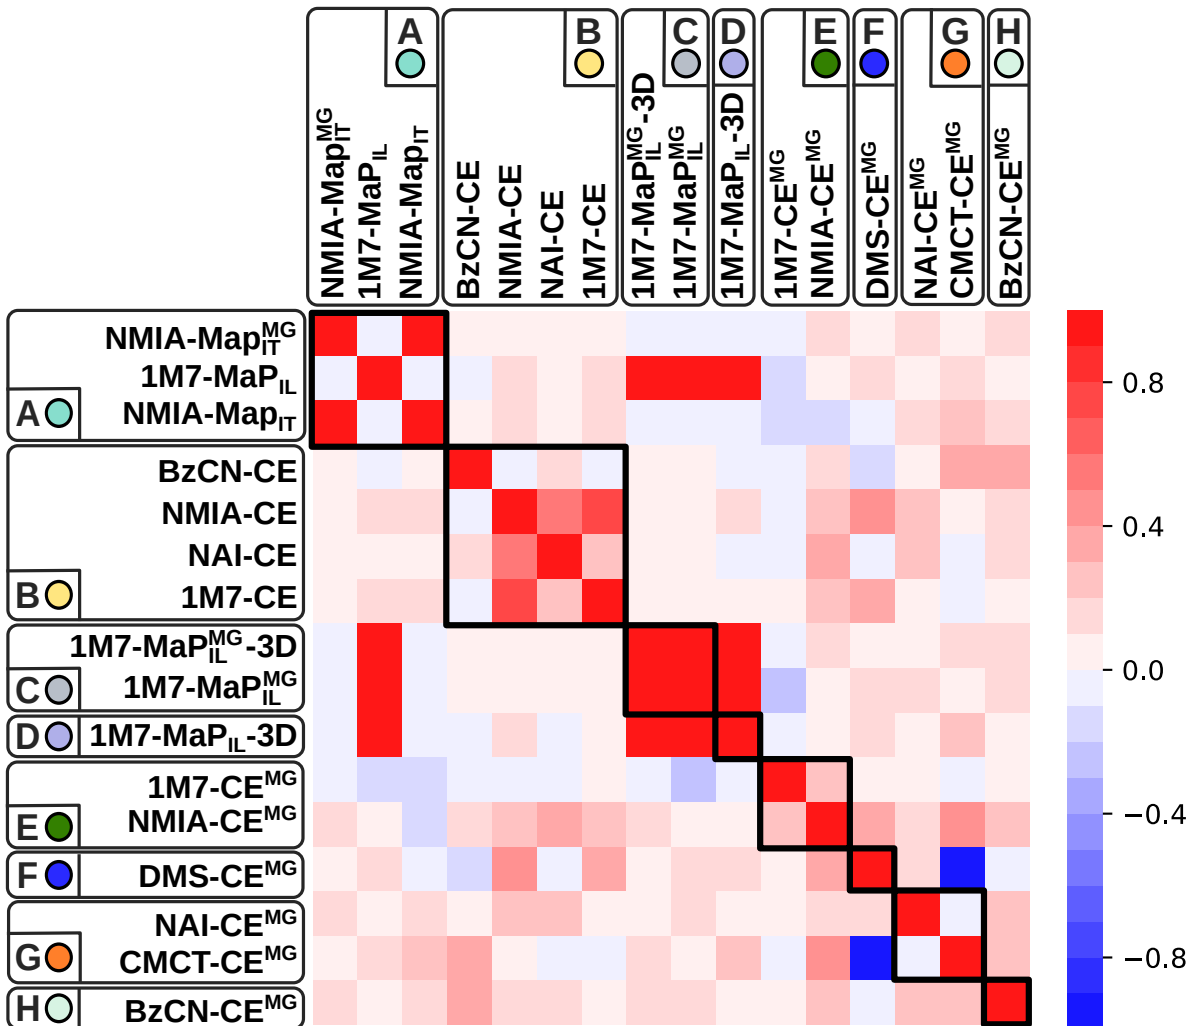 A
B
C
D
E
F
G
H
NMIA-Map^MG_IT
1M7-MaP_IL
NMIA-Map_IT
BzCN-CE
NMIA-CE
NAI-CE
1M7-CE
1M7-MaP^MG_IL-3D
1M7-MaP^MG_IL
1M7-MaP_IL-3D
1M7-CE^MG
NMIA-CE^MG
DMS-CE^MG
NAI-CE^MG
CMCT-CE^MG
BzCN-CE^MG
NMIA-Map^MG_IT
1M7-MaP_IL
A NMIA-Map_IT
BzCN-CE
NMIA-CE
NAI-CE
B 1M7-CE
1M7-MaP^MG_IL-3D
C 1M7-MaP^MG_IL
D 1M7-MaP_IL-3D
1M7-CE^MG
E NMIA-CE^MG
F DMS-CE^MG
NAI-CE^MG
G CMCT-CE^MG
H BzCN-CE^MG
0.8
0.4
0.0
−0.4
−0.8